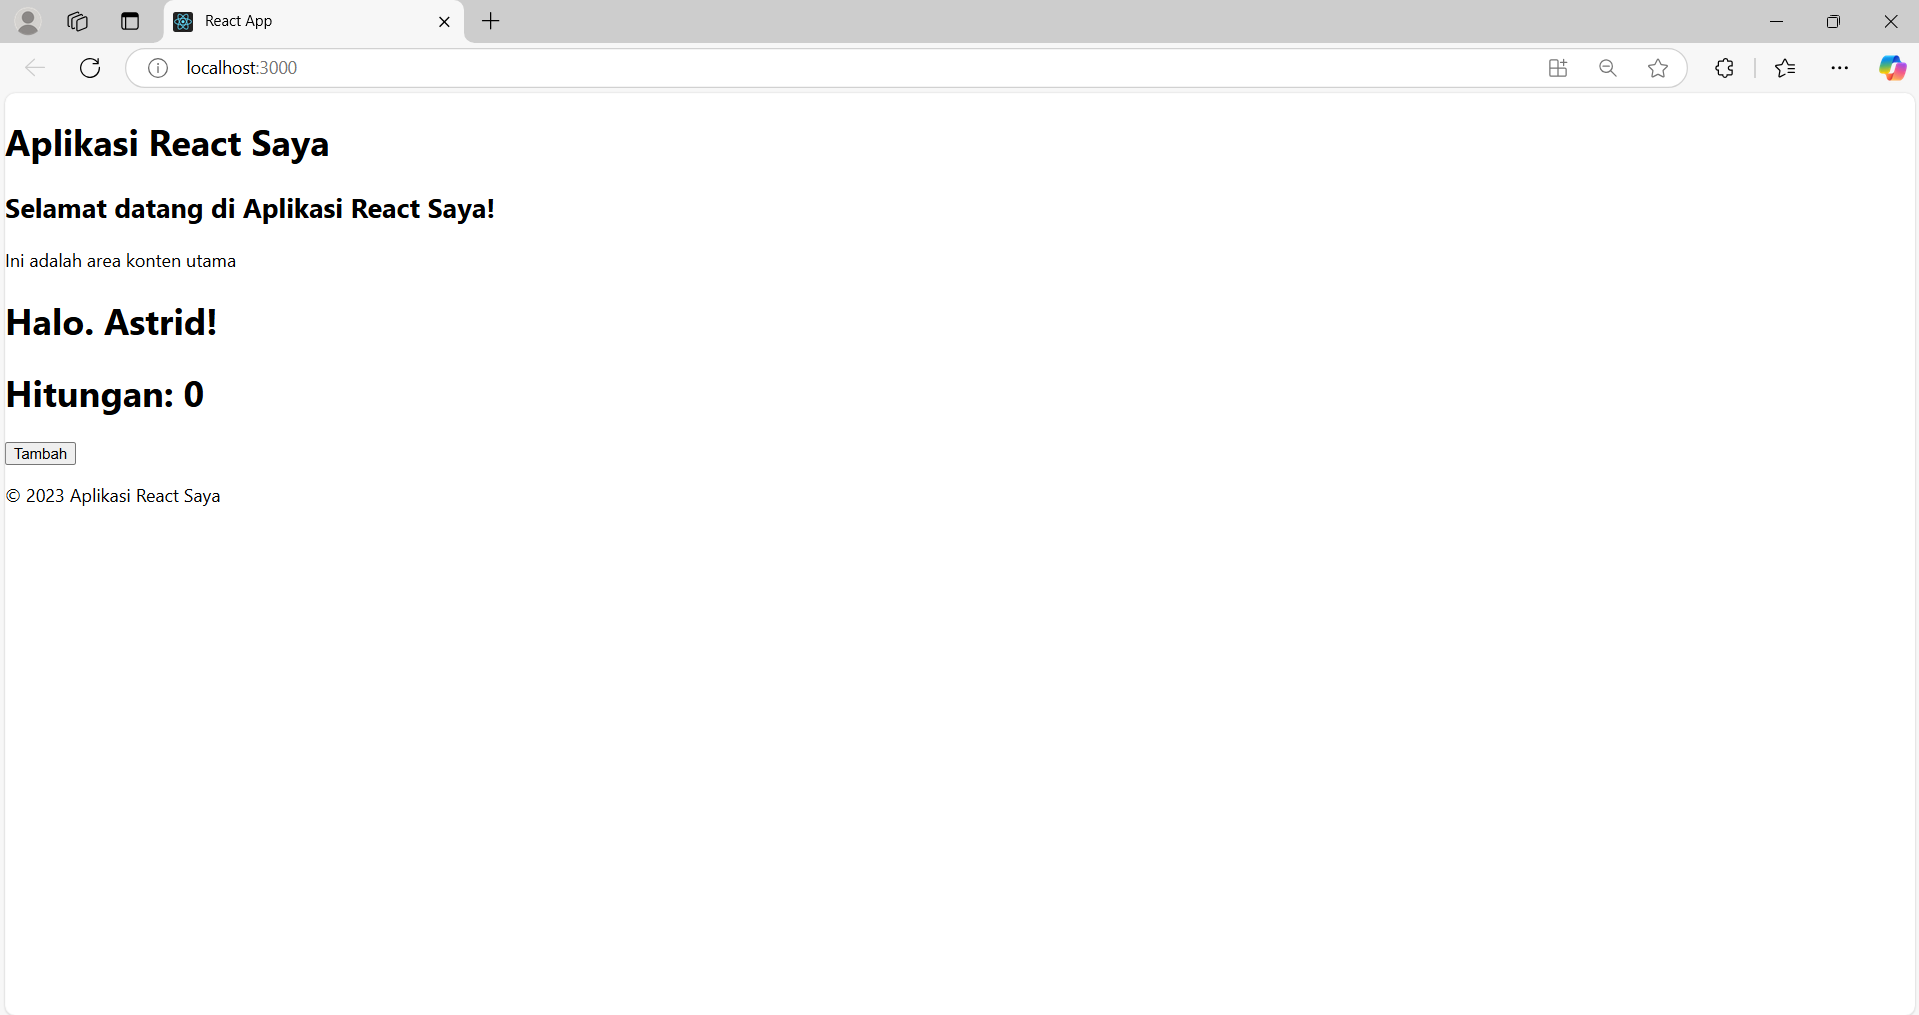 React App
localhost:3000
Aplikasi React Saya
Selamat datang di Aplikasi React Saya!
Ini adalah area konten utama
Halo. Astrid!
Hitungan: 0
Tambah
© 2023 Aplikasi React Saya